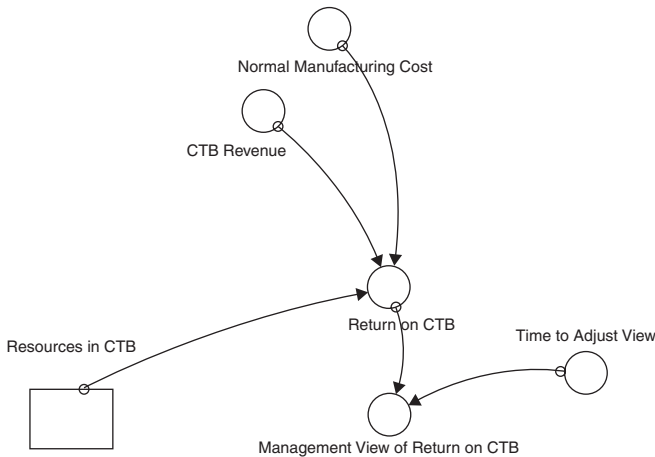 Normal Manufacturing Cost
CTB Revenue
Return on CTB
Time to Adjust View
Resources in CTB
Management View of Return on CTB